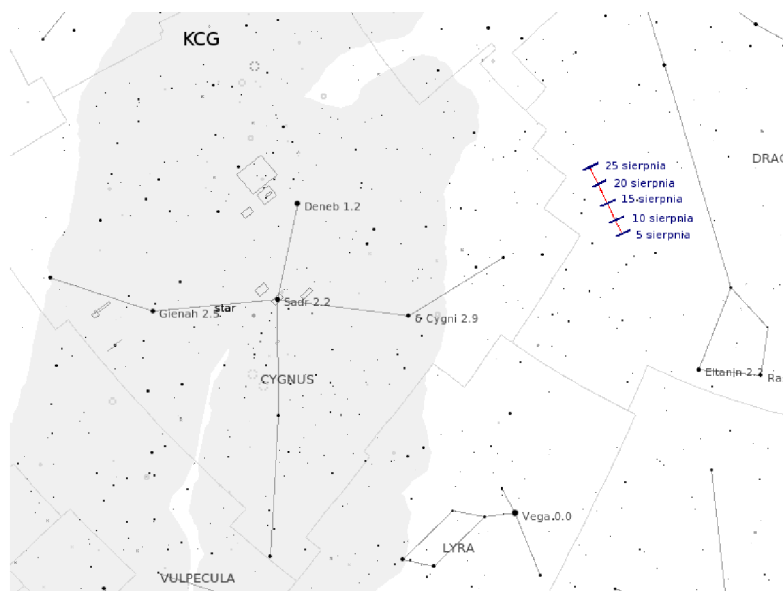 KCG
DRAC
25 sierpnia
20 sierpnia
15 sierpnia
10 sierpnia
5 sierpnia
Deneb 1.2
Sadr 2.2
Gienah 2.5
star
δ Cygni 2.9
CYGNUS
Eltanin 2.2
Ra
Vega 0.0
LYRA
VULPECULA